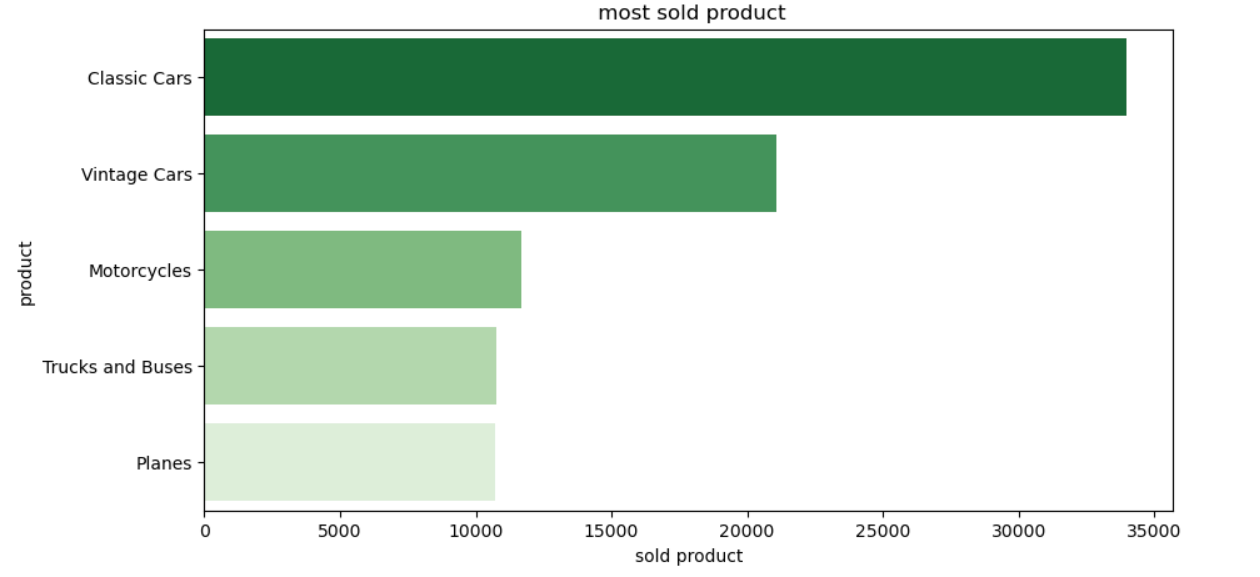 most sold product
Classic Cars
Vintage Cars
Motorcycles
Trucks and Buses
Planes
product
0 5000 10000 15000 20000 25000 30000 35000
sold product